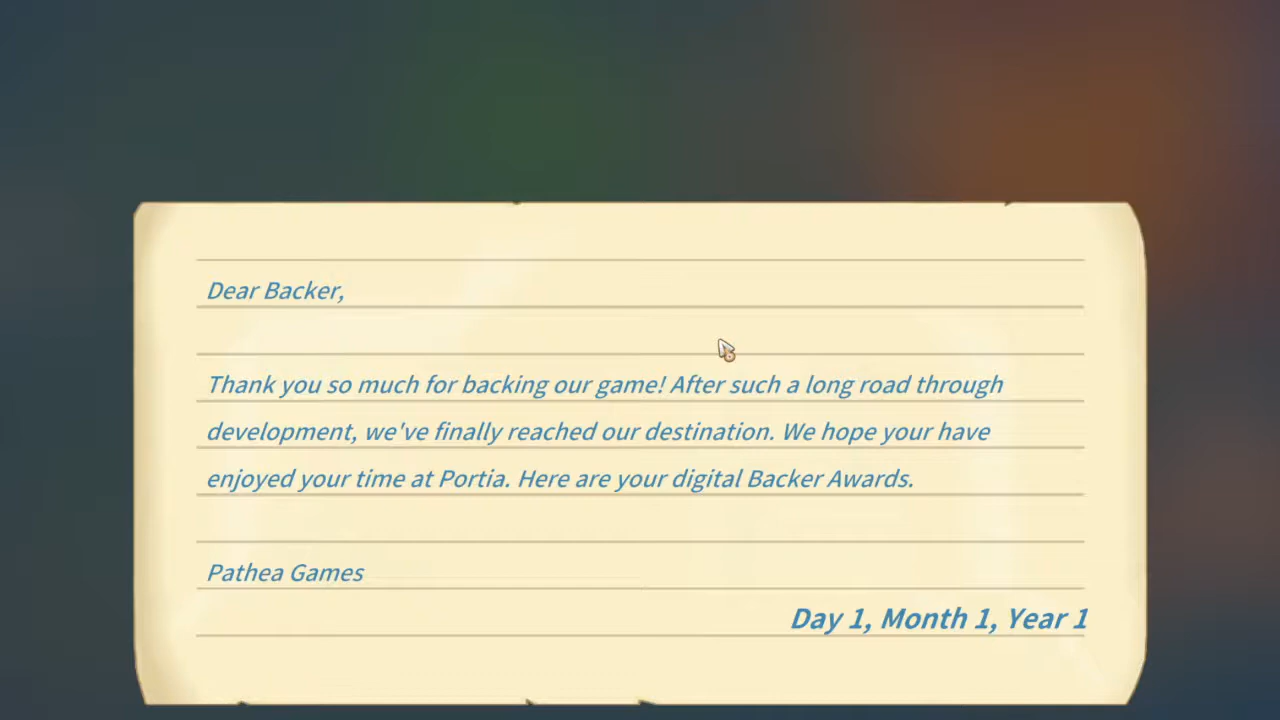 Dear Backer,
Thank you so much for backing our game! After such a long road through
development, we've finally reached our destination. We hope your have
enjoyed your time at Portia. Here are your digital Backer Awards.
Pathea Games
Day 1, Month 1, Year 1